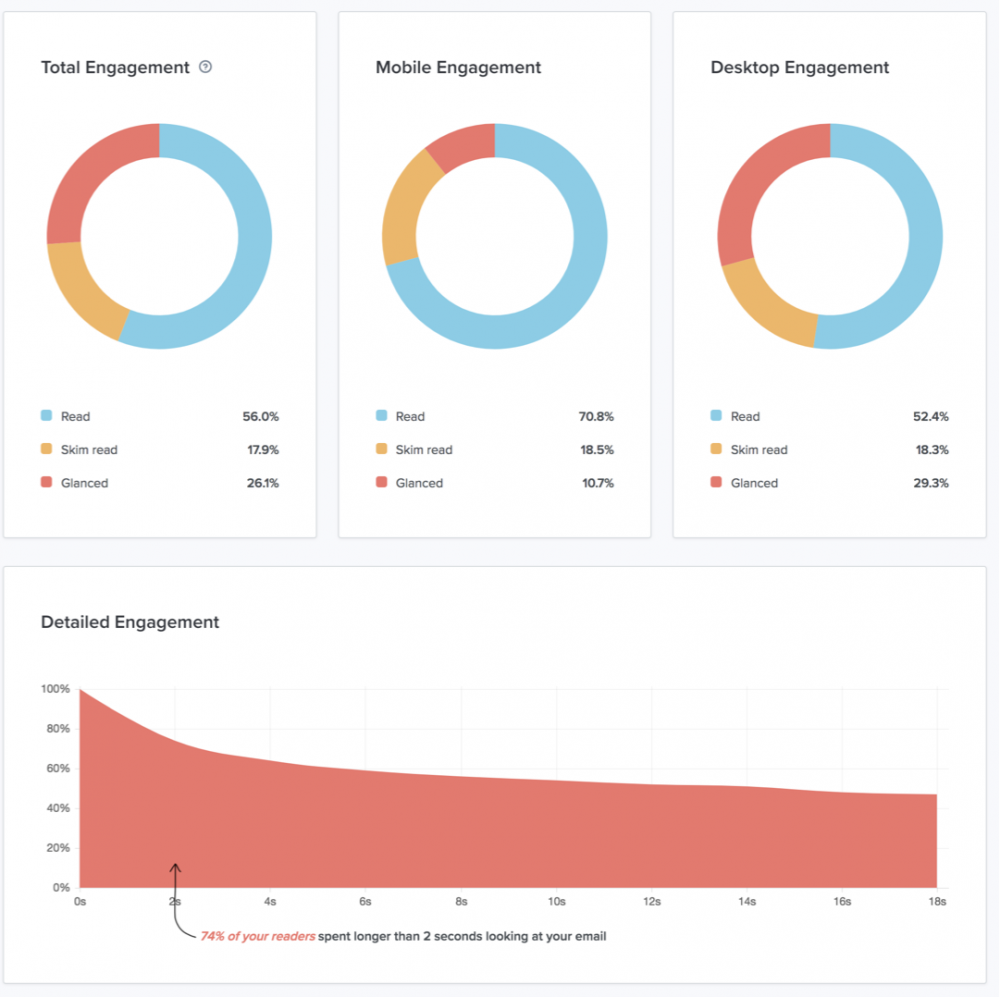 Total Engagement ?
Mobile Engagement
Desktop Engagement
Read 56.0%
Skim read 17.9%
Glanced 26.1%
Read 70.8%
Skim read 18.5%
Glanced 10.7%
Read 52.4%
Skim read 18.3%
Glanced 29.3%
Detailed Engagement
100%
80%
60%
40%
20%
0%
0s 2s 4s 6s 8s 10s 12s 14s 16s 18s
74% of your readers spent longer than 2 seconds looking at your email